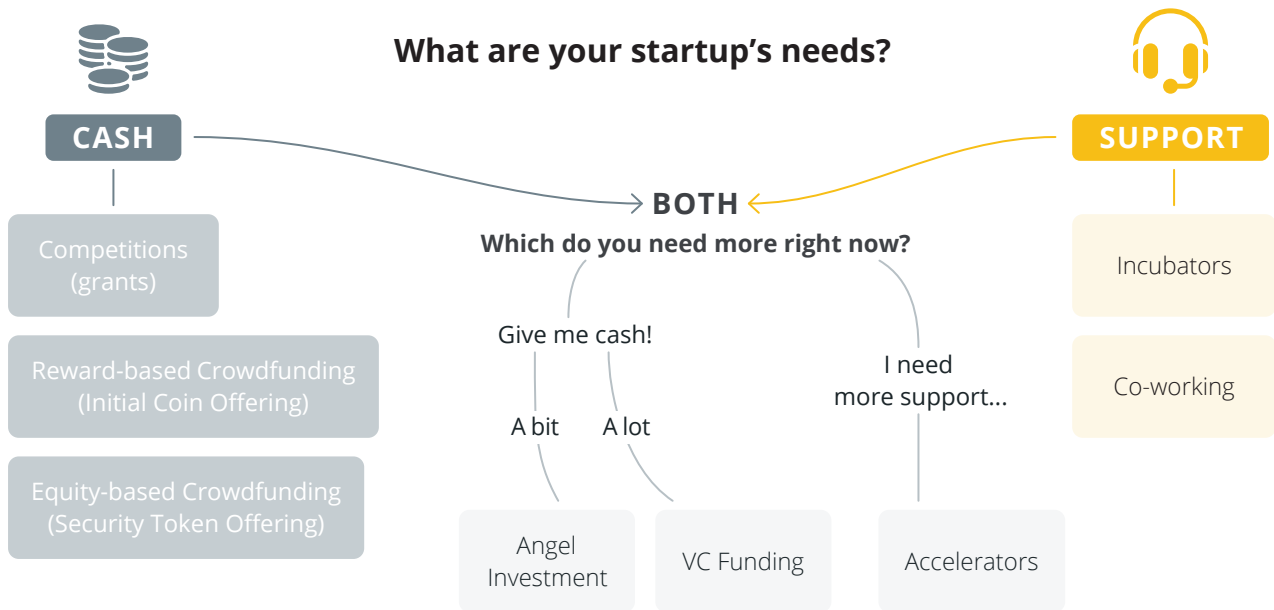 What are your startup’s needs?
CASH
SUPPORT
BOTH
Which do you need more right now?
Competitions
(grants)
Reward-based Crowdfunding
(Initial Coin Offering)
Equity-based Crowdfunding
(Security Token Offering)
Give me cash!
A bit
A lot
I need
more support...
Angel
Investment
VC Funding
Accelerators
Incubators
Co-working